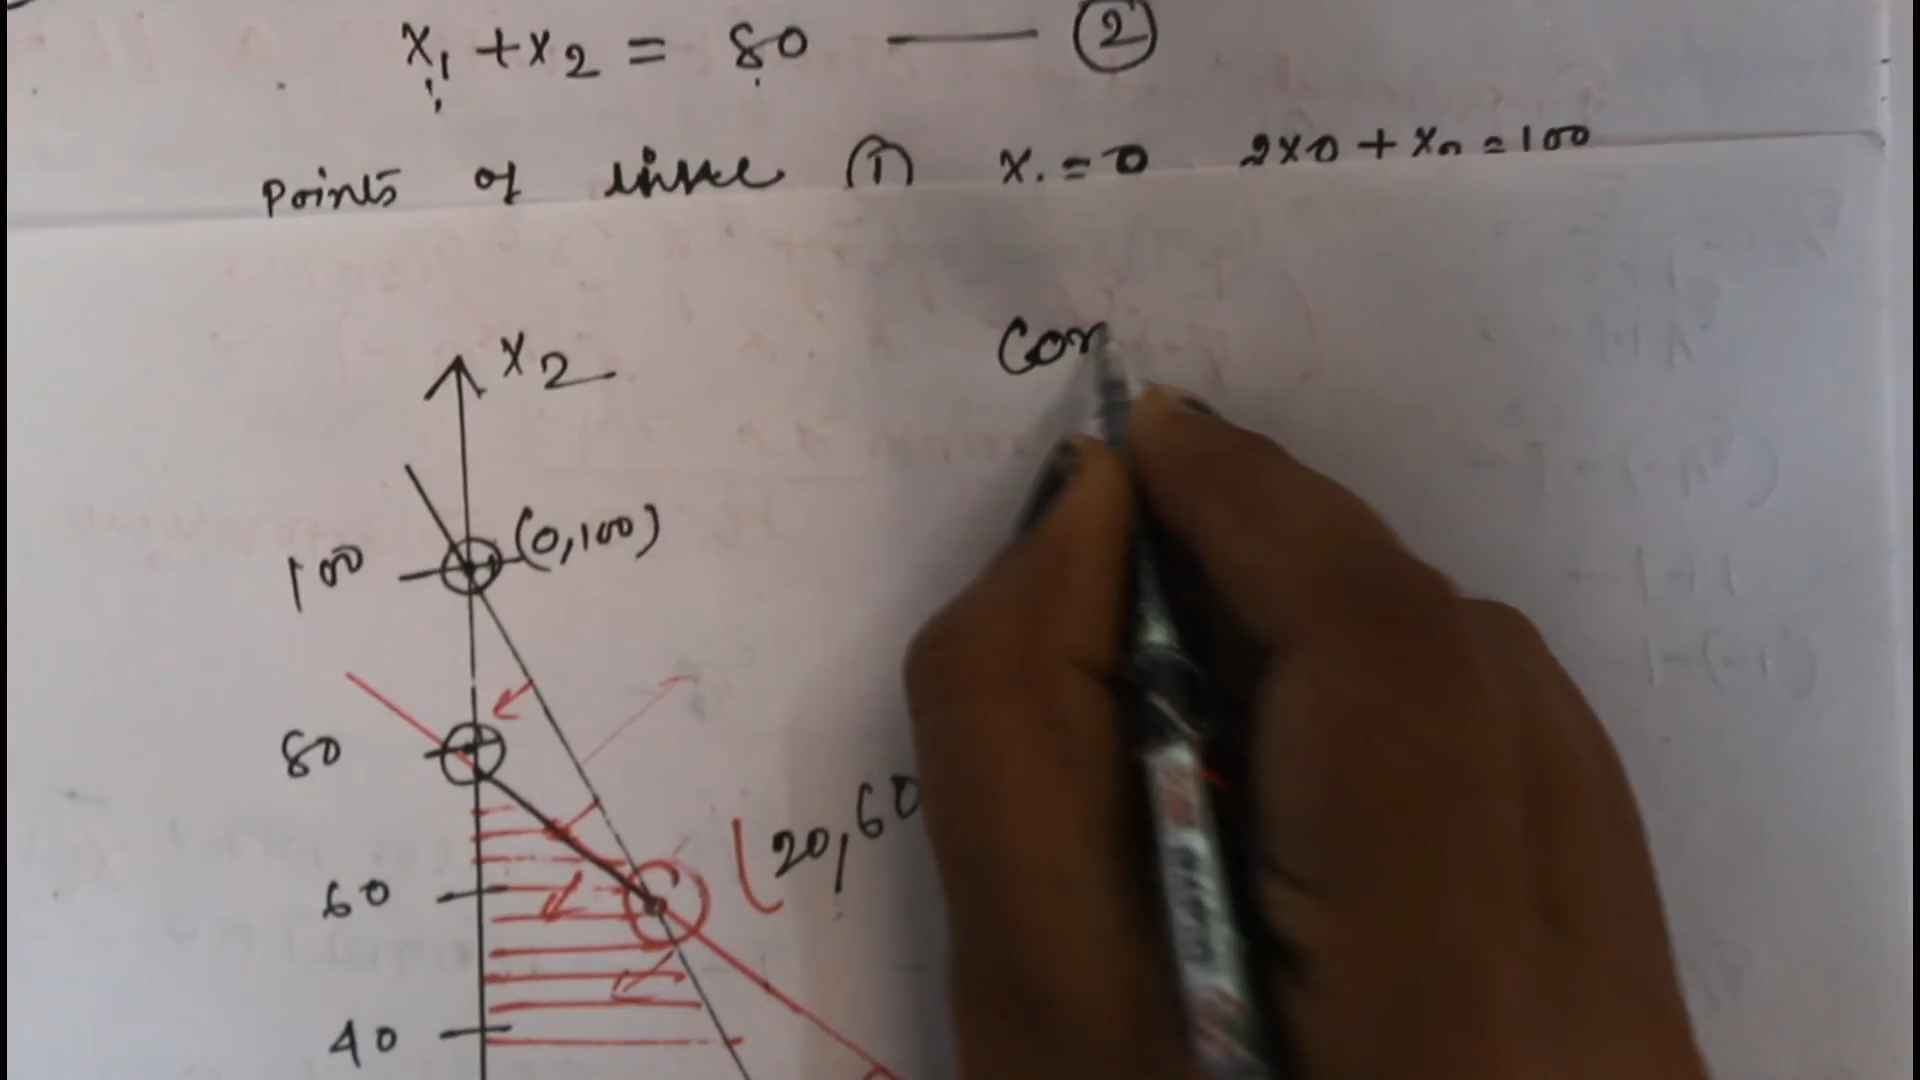 x₁ + x₂ = 80 —— ②
Points of ① x₁ = 0 2×0 + x₂ = 100
x₂
Cor
100 (0,100)
80
(20,60
60
40